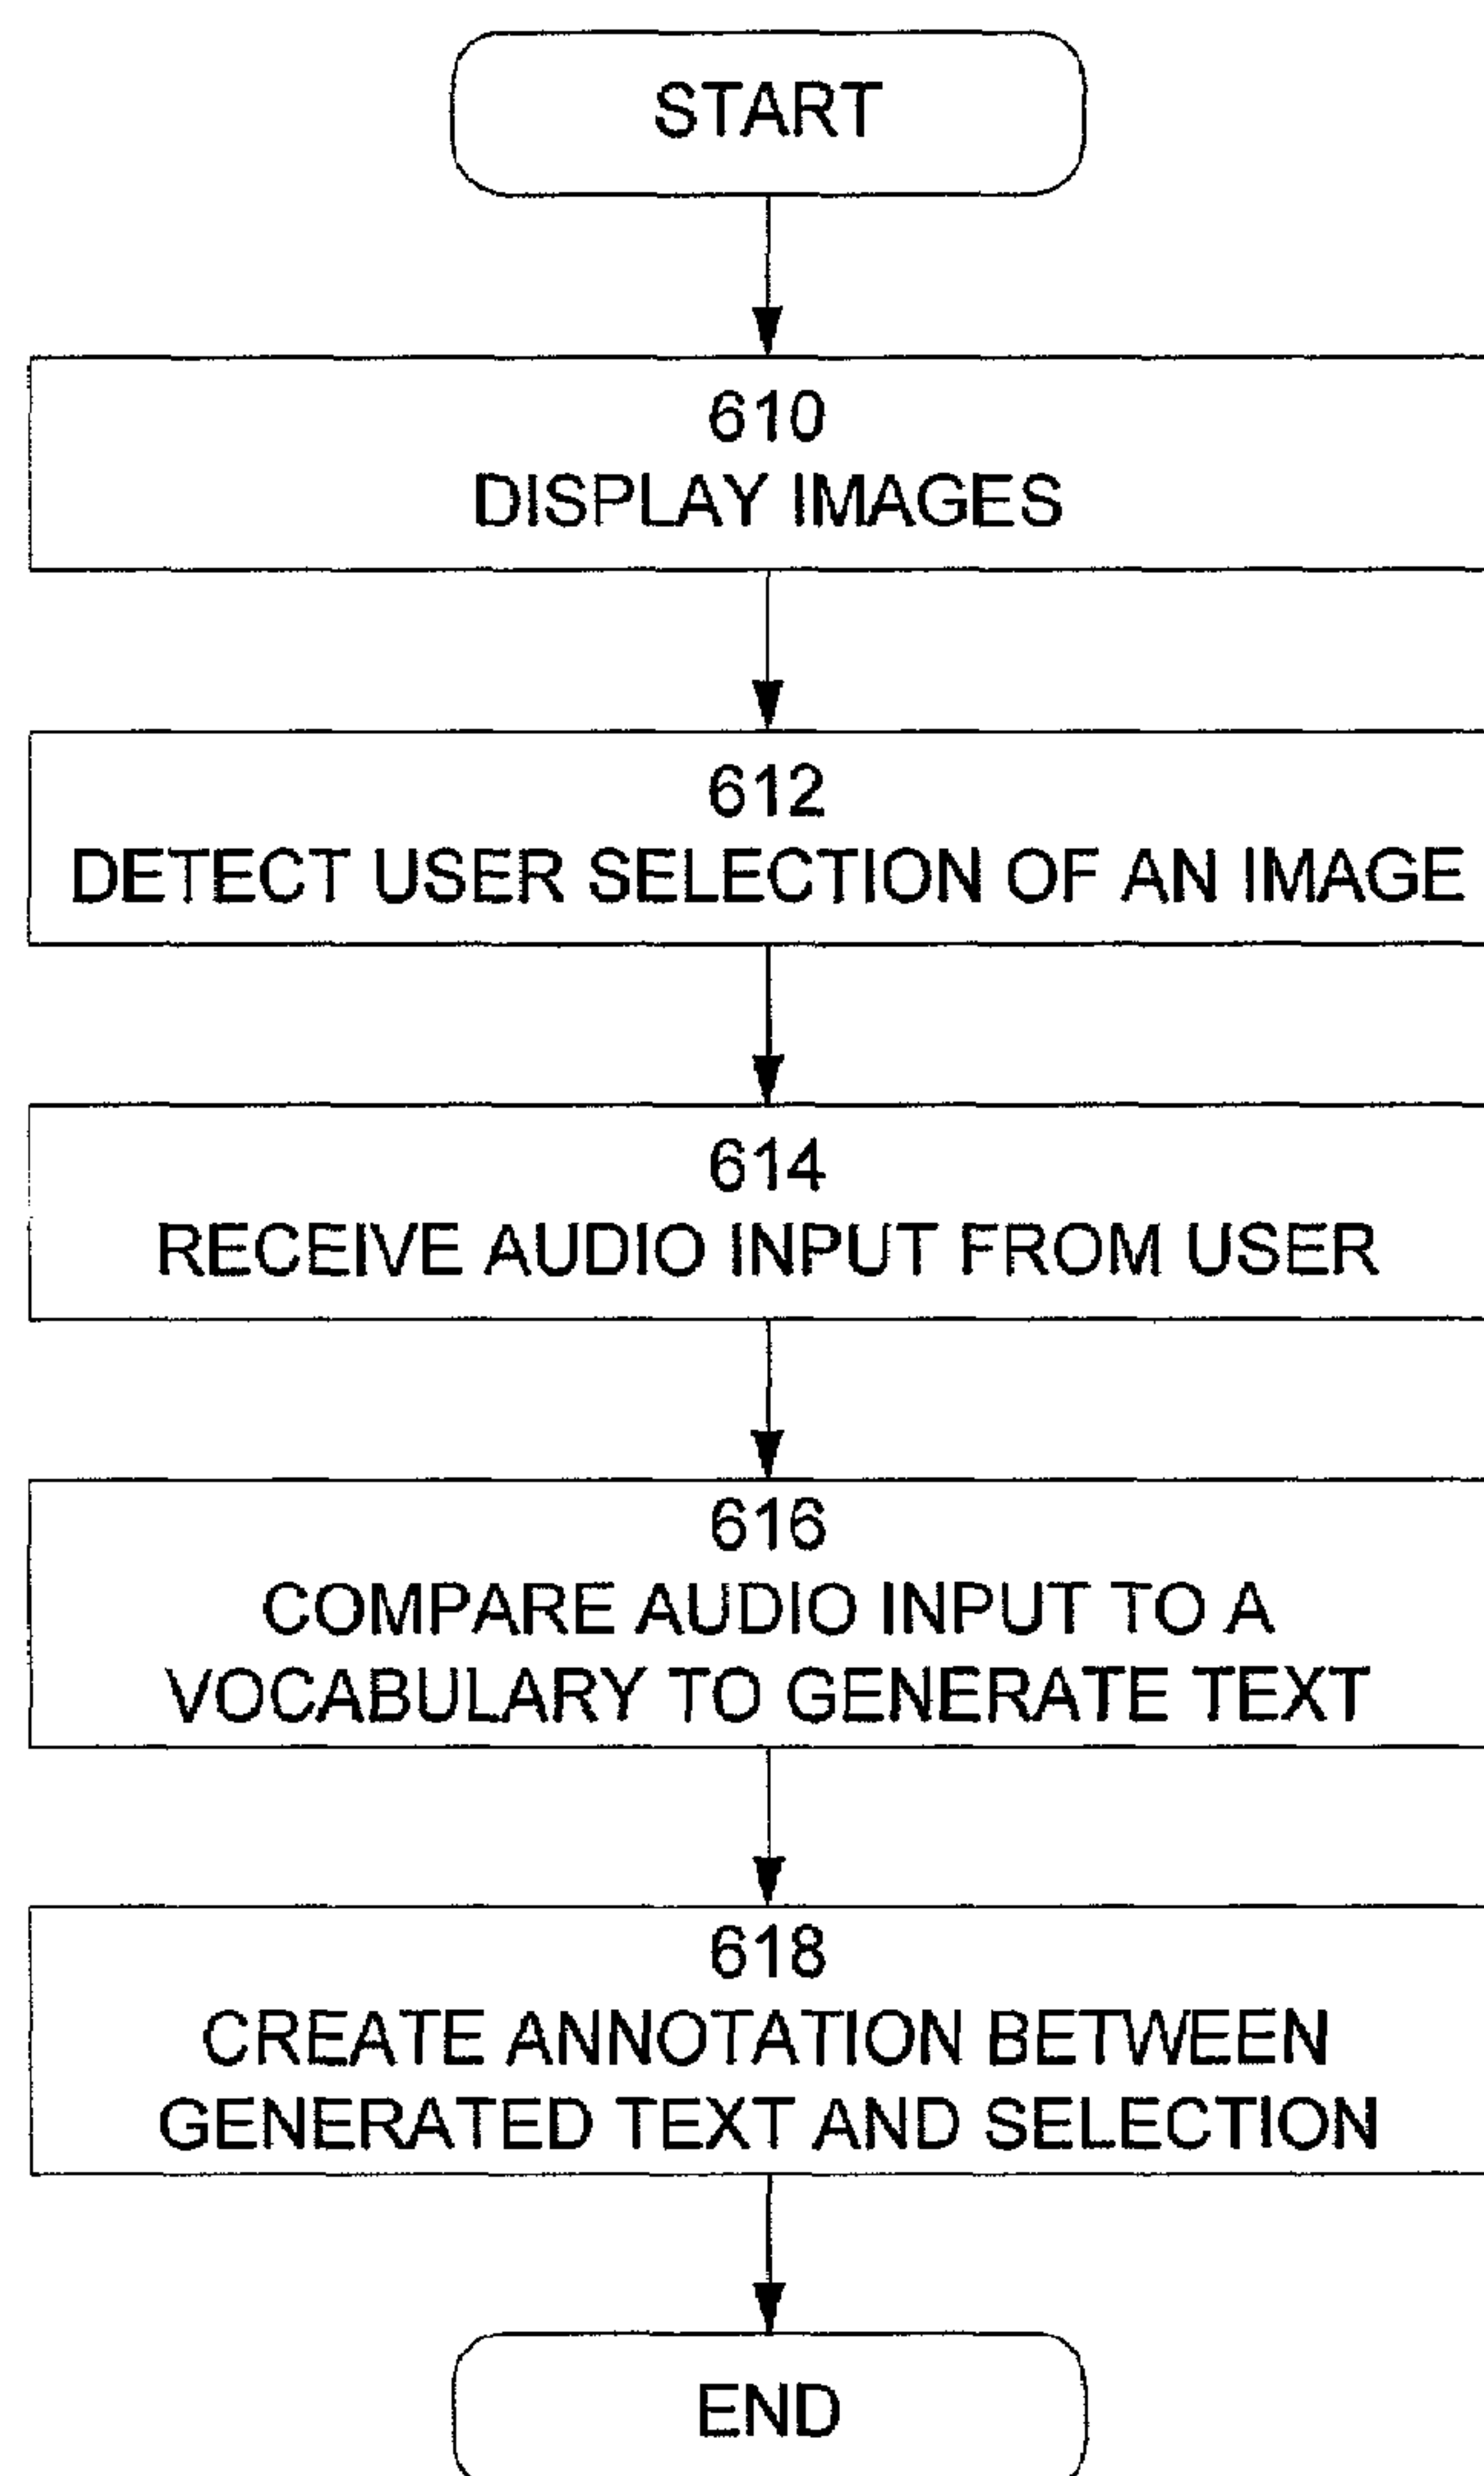 START
610
DISPLAY IMAGES
612
DETECT USER SELECTION OF AN IMAGE
614
RECEIVE AUDIO INPUT FROM USER
616
COMPARE AUDIO INPUT TO A
VOCABULARY TO GENERATE TEXT
618
CREATE ANNOTATION BETWEEN
GENERATED TEXT AND SELECTION
END